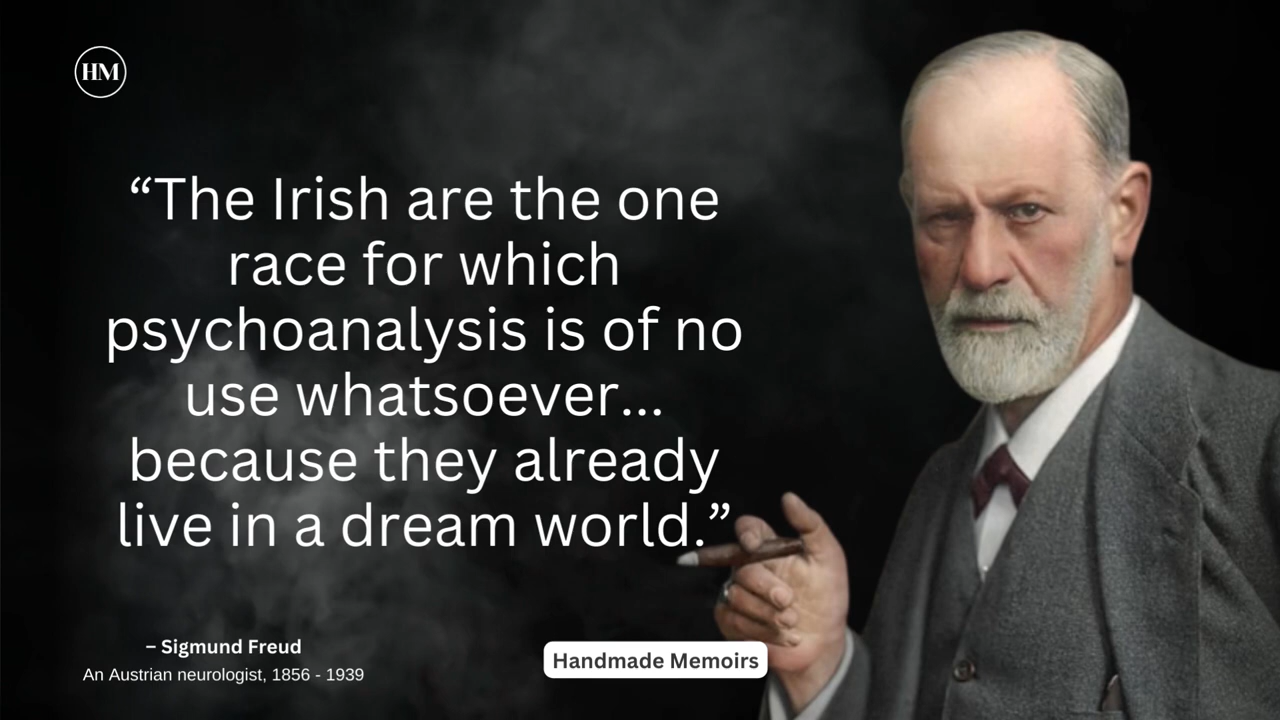 HM
“The Irish are the one
race for which
psychoanalysis is of no
use whatsoever...
because they already
live in a dream world.”
– Sigmund Freud
An Austrian neurologist, 1856 - 1939
Handmade Memoirs